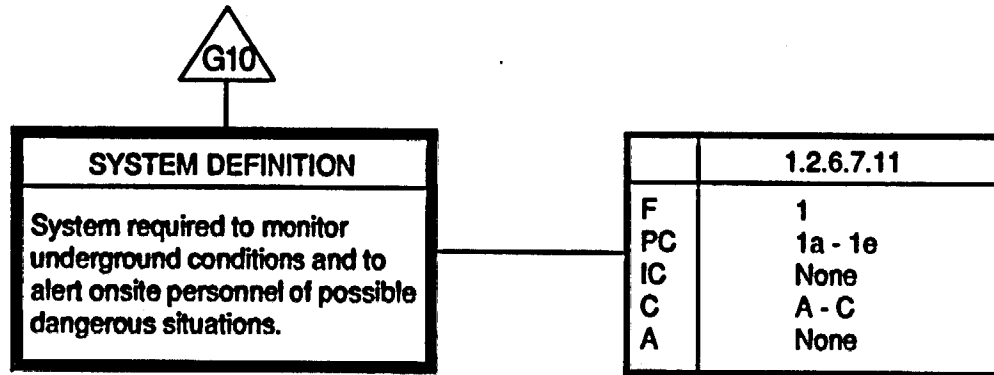 G10
SYSTEM DEFINITION
System required to monitor
underground conditions and to
alert onsite personnel of possible
dangerous situations.
1.2.6.7.11
F 1
PC 1a - 1e
IC None
C A - C
A None